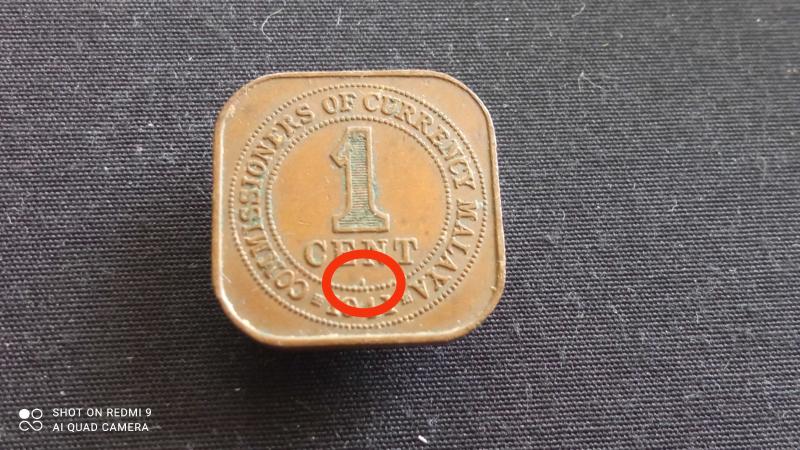 COMMISSIONERS OF CURRENCY MALAYA
1
CENT
SHOT ON REDMI 9
AI QUAD CAMERA